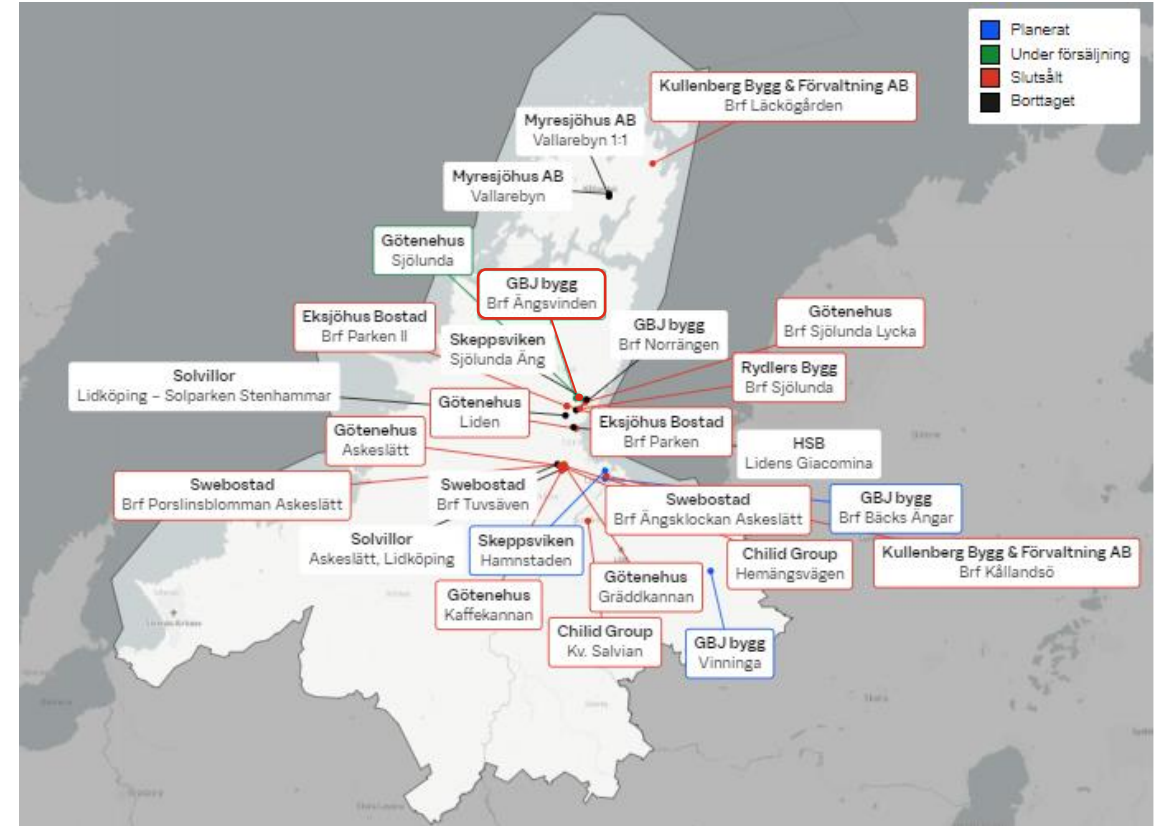 Planerat
Under försäljning
Slutsålt
Borttaget
Kullenberg Bygg & Förvaltning AB
Brf Läckögården
Myresjöhus AB
Vallarebyn 1:1
Myresjöhus AB
Vallarebyn
Götenehus
Sjölunda
GBJ bygg
Brf Ängsvinden
Eksjöhus Bostad
Brf Parken II
Skeppsviken
Sjölunda Äng
GBJ bygg
Brf Norrängen
Götenehus
Brf Sjölunda Lycka
Rydlers Bygg
Brf Sjölunda
Solvillor
Lidköping – Solparken Stenhammar
Götenehus
Liden
Eksjöhus Bostad
Brf Parken
Götenehus
Askeslätt
HSB
Lidens Giacomina
Swebostad
Brf Porslinsblomman Askeslätt
Swebostad
Brf Tuvsäven
Swebostad
Brf Ängsklockan Askeslätt
GBJ bygg
Brf Bäcks Ängar
Solvillor
Askeslätt, Lidköping
Skeppsviken
Hamnstaden
Chilid Group
Hemängsvägen
Kullenberg Bygg & Förvaltning AB
Brf Kållandsö
Götenehus
Kaffekannan
Götenehus
Gräddkannan
Chilid Group
Kv. Salvian
GBJ bygg
Vinninga